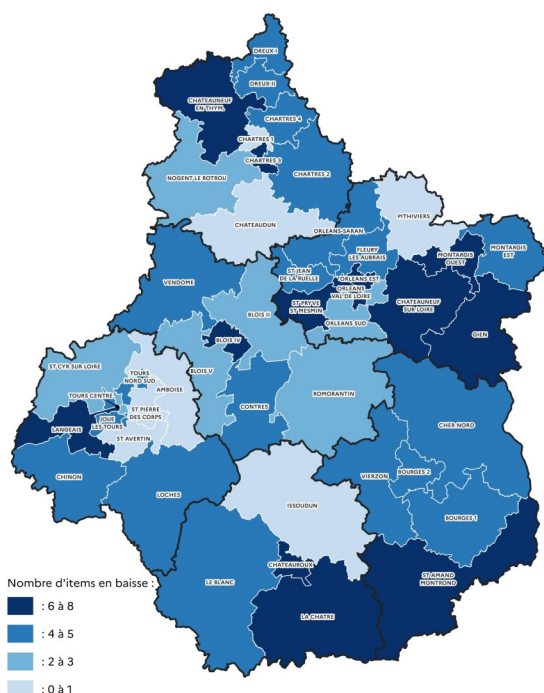 DREUX-I
DREUX-II
CHATEAUNEUF
EN THYM.
CHARTRES 4
CHARTRES 1
CHARTRES 3
CHARTRES 2
NOGENT LE ROTROU
CHATEAUDUN
PITHIVIERS
ORLEANS-SARAN
FLEURY
LES AUBRAIS
MONTARGIS
OUEST
MONTARGIS
EST
VENDOME
ST JEAN
DE LA RUELLE
ORLEANS EST
ORLEANS
VAL DE LOIRE
ST PRYVE
ST MESMIN
CHATEAUNEUF
SUR LOIRE
BLOIS II
ORLEANS SUD
GIEN
BLOIS IV
ST CYR SUR LOIRE
TOURS
NORD SUD
BLOIS V
AMBOISE
ROMORANTIN
TOURS CENTRE
ST PIERRE
DES CORPS
CONTRES
CHER NORD
LANGEAIS
JOUE
LES TOURS
ST AVERTIN
BOURGES 2
CHINON
LOCHES
VIERZON
ISSOUDUN
BOURGES 1
CHATEAUROUX
ST AMAND
MONTROND
LE BLANC
LA CHATRE
Nombre d'items en baisse :
: 6 à 8
: 4 à 5
: 2 à 3
: 0 à 1